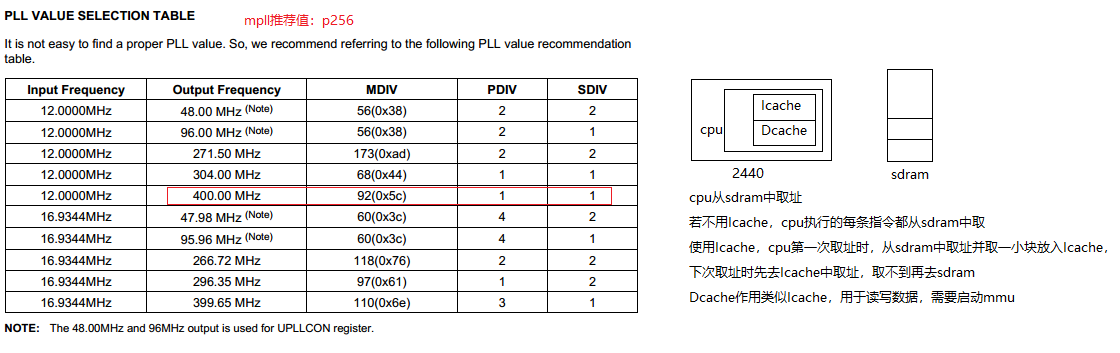 PLL VALUE SELECTION TABLE
mpll推荐值：p256
It is not easy to find a proper PLL value. So, we recommend referring to the following PLL value recommendation
table.
Input Frequency Output Frequency MDIV PDIV SDIV
12.0000MHz 48.00 MHz (Note) 56(0x38) 2 2
12.0000MHz 96.00 MHz (Note) 56(0x38) 2 1
12.0000MHz 271.50 MHz 173(0xad) 2 2
12.0000MHz 304.00 MHz 68(0x44) 1 1
12.0000MHz 400.00 MHz 92(0x5c) 1 1
16.9344MHz 47.98 MHz (Note) 60(0x3c) 4 2
16.9344MHz 95.96 MHz (Note) 60(0x3c) 4 1
16.9344MHz 266.72 MHz 118(0x76) 2 2
16.9344MHz 296.35 MHz 97(0x61) 1 2
16.9344MHz 399.65 MHz 110(0x6e) 3 1
NOTE: The 48.00MHz and 96MHz output is used for UPLLCON register.
Icache
cpu
Dcache
2440
sdram
cpu从sdram中取址
若不用Icache，cpu执行的每条指令都从sdram中取
使用Icache，cpu第一次取址时，从sdram中取址并取一小块放入Icache，
下次取址时先去Icache中取址，取不到再去sdram
Dcache作用类似Icache，用于读写数据，需要启动mmu